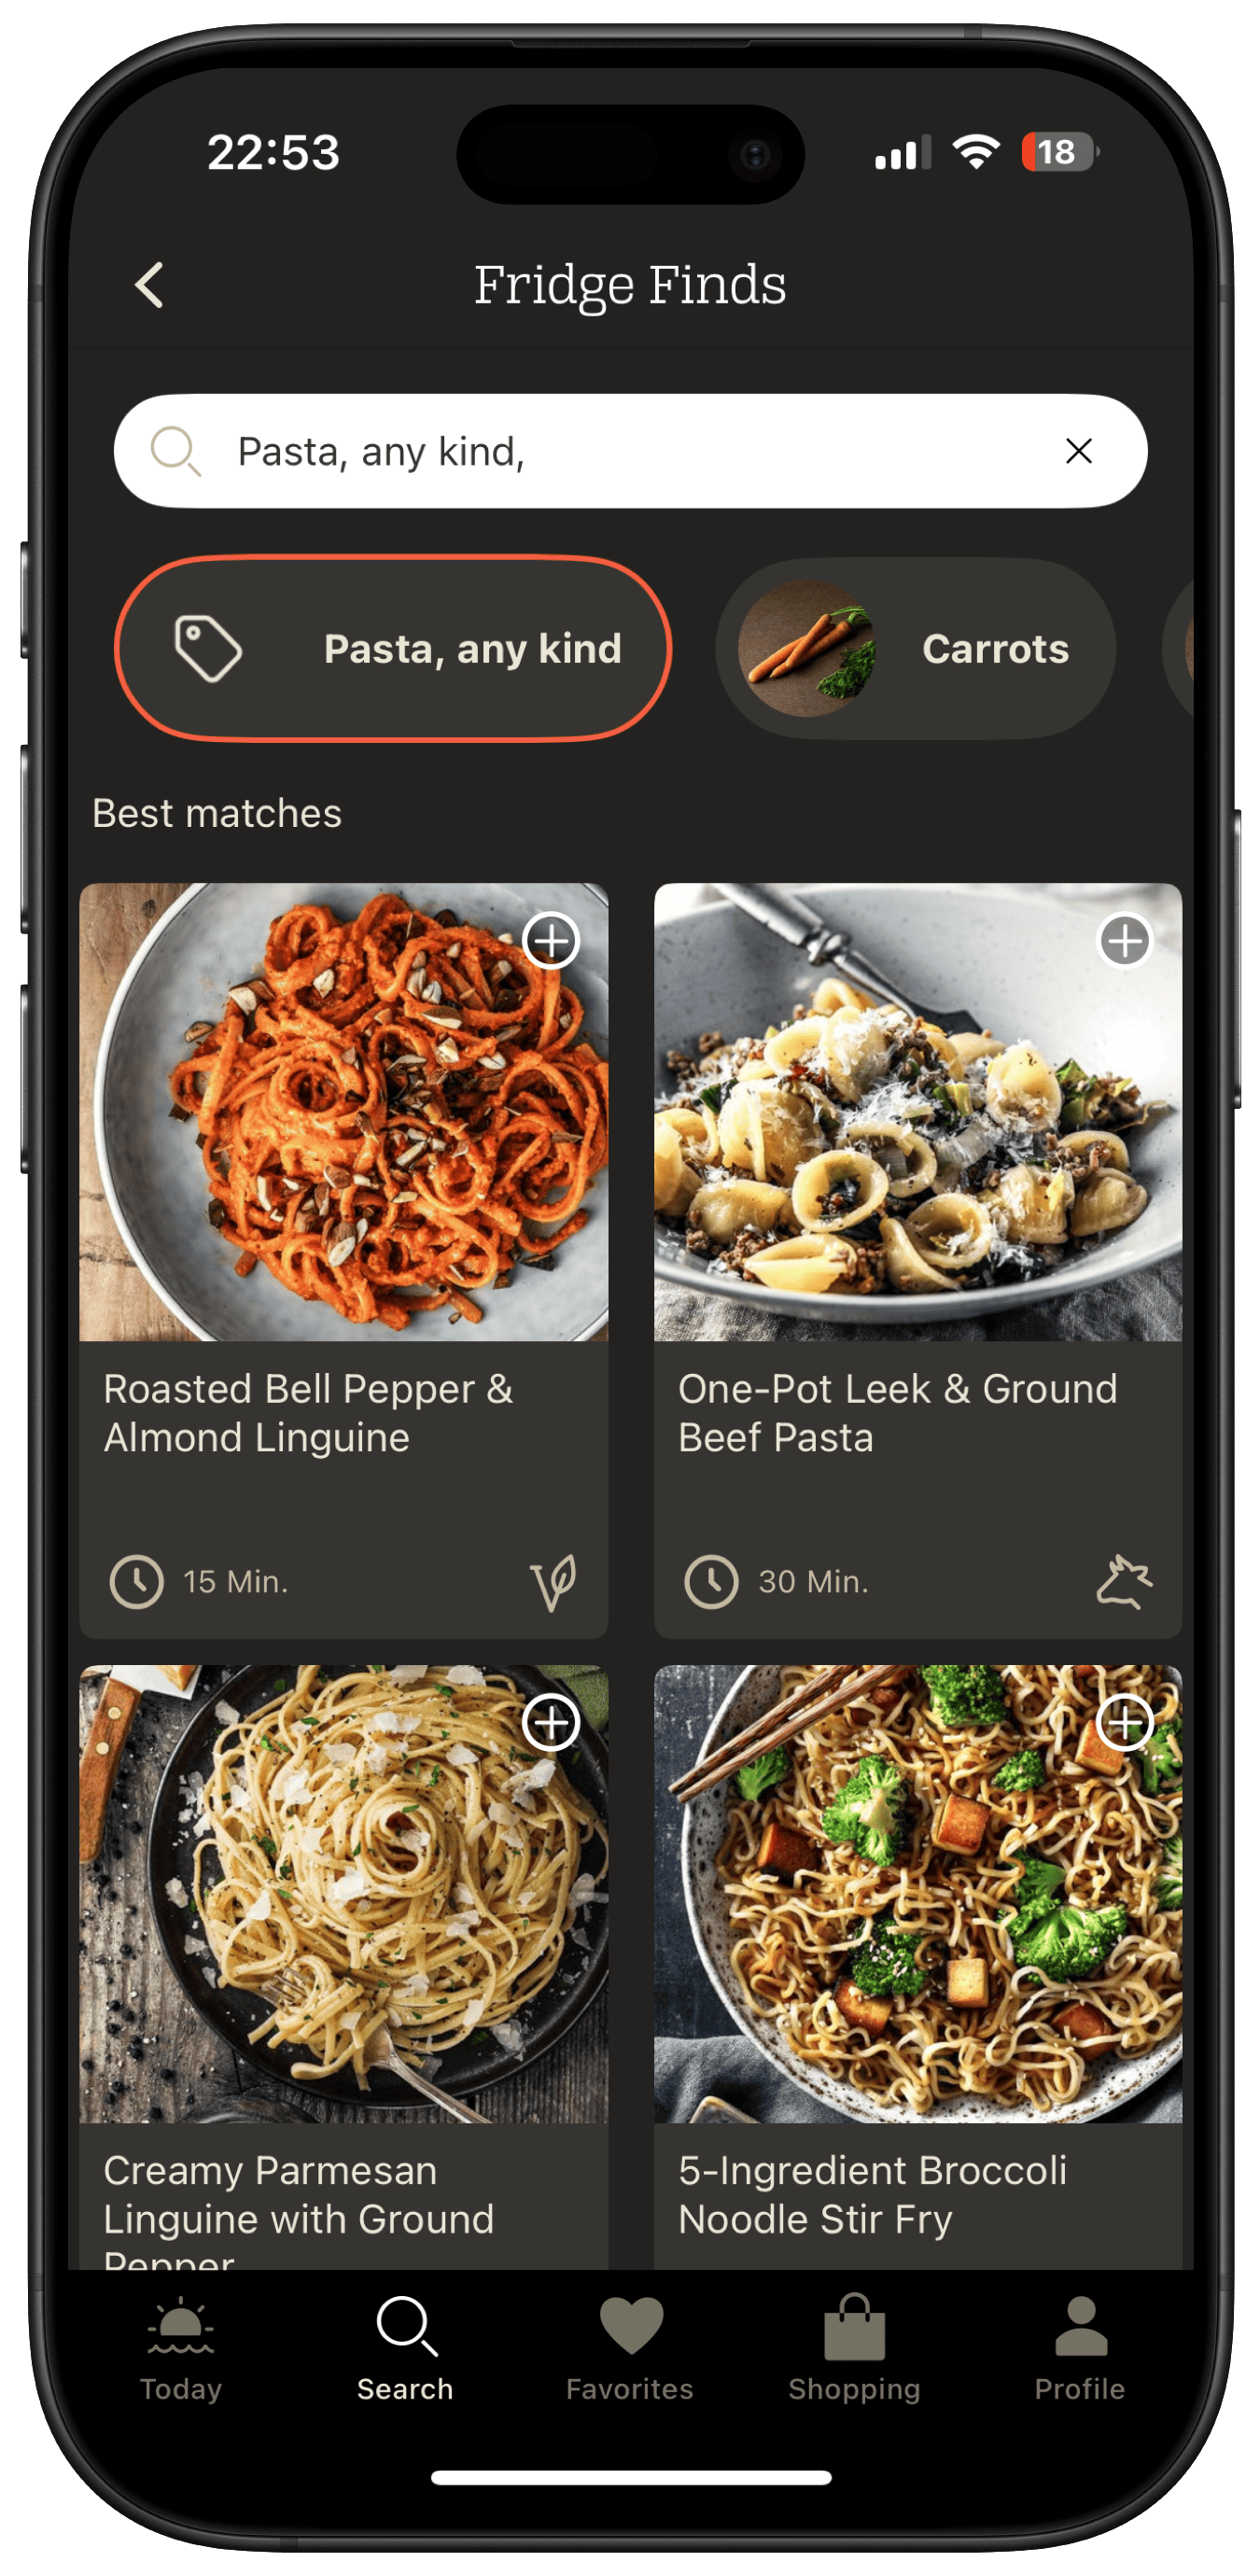 22:53
18
Fridge Finds
Pasta, any kind,
Pasta, any kind
Carrots
Best matches
Roasted Bell Pepper &
Almond Linguine
One-Pot Leek & Ground
Beef Pasta
15 Min.
30 Min.
Creamy Parmesan
Linguine with Ground
Pepper
5-Ingredient Broccoli
Noodle Stir Fry
Today
Search
Favorites
Shopping
Profile